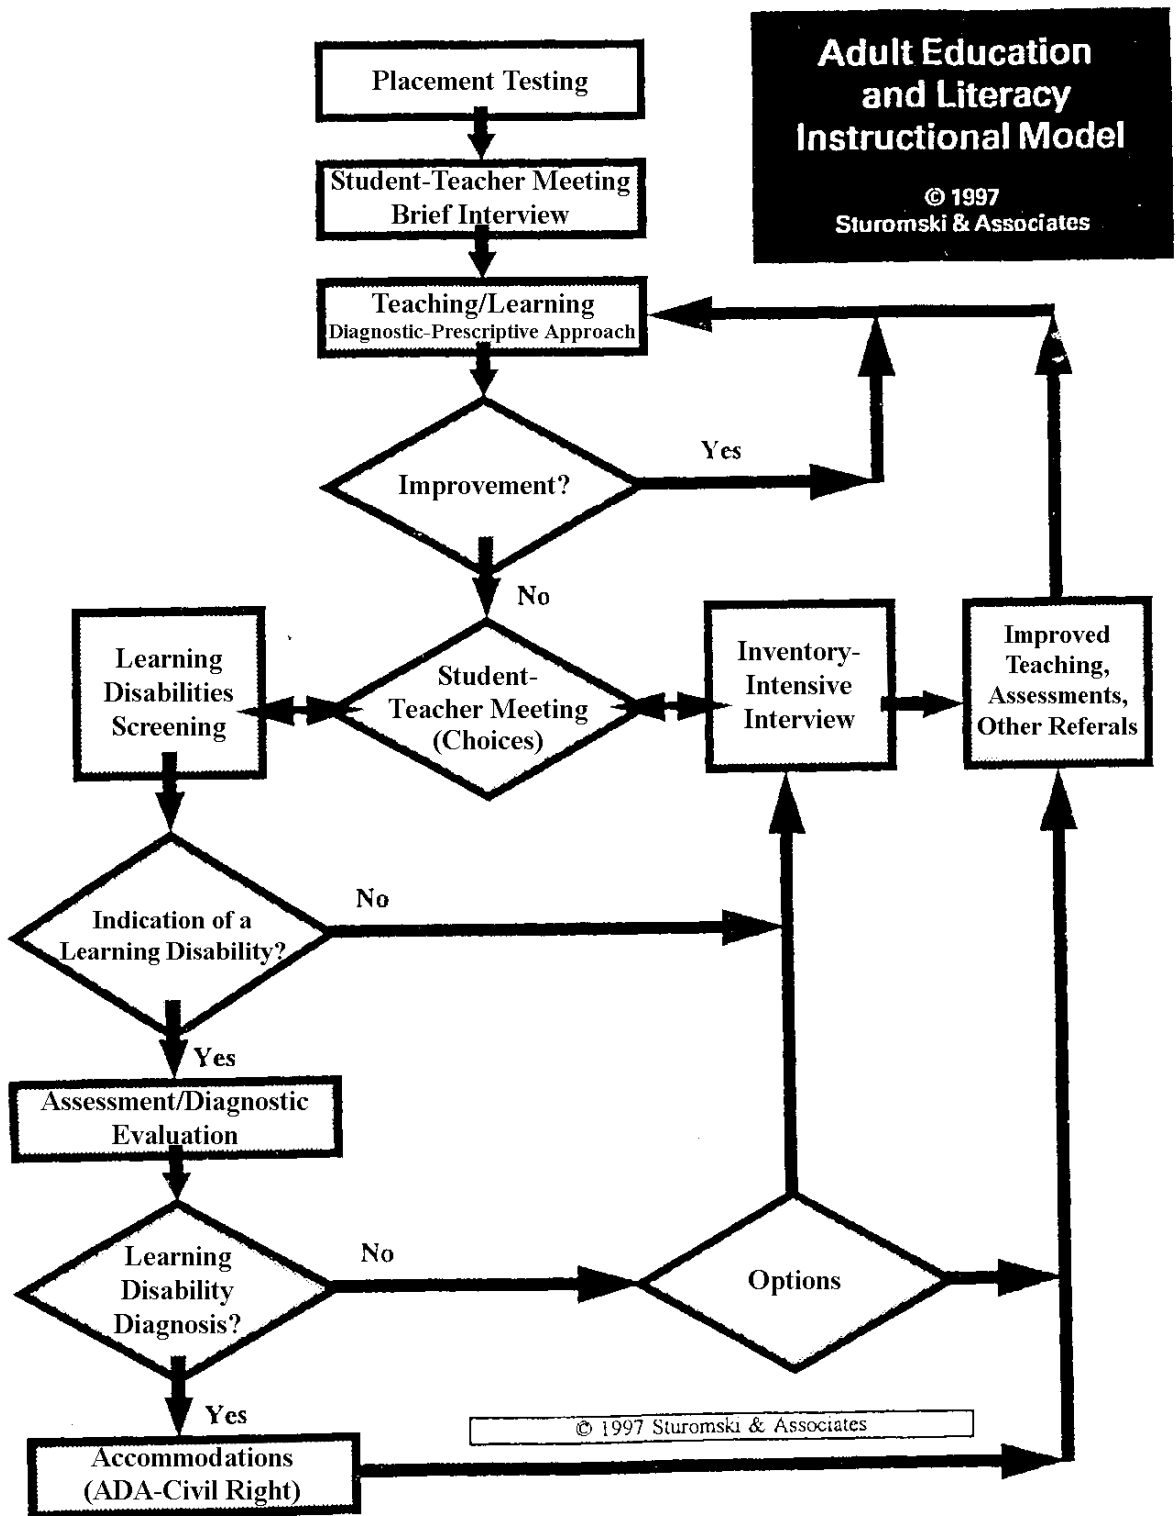 Adult Education
and Literacy
Instructional Model
© 1997
Sturomski & Associates
Placement Testing
Student-Teacher Meeting
Brief Interview
Teaching/Learning
Diagnostic-Prescriptive Approach
Improvement?
Yes
No
Learning
Disabilities
Screening
Student-
Teacher Meeting
(Choices)
Inventory-
Intensive
Interview
Improved
Teaching,
Assessments,
Other Referals
Indication of a
Learning Disability?
No
Yes
Assessment/Diagnostic
Evaluation
Learning
Disability
Diagnosis?
No
Options
Yes
Accommodations
(ADA-Civil Right)
© 1997 Sturomski & Associates